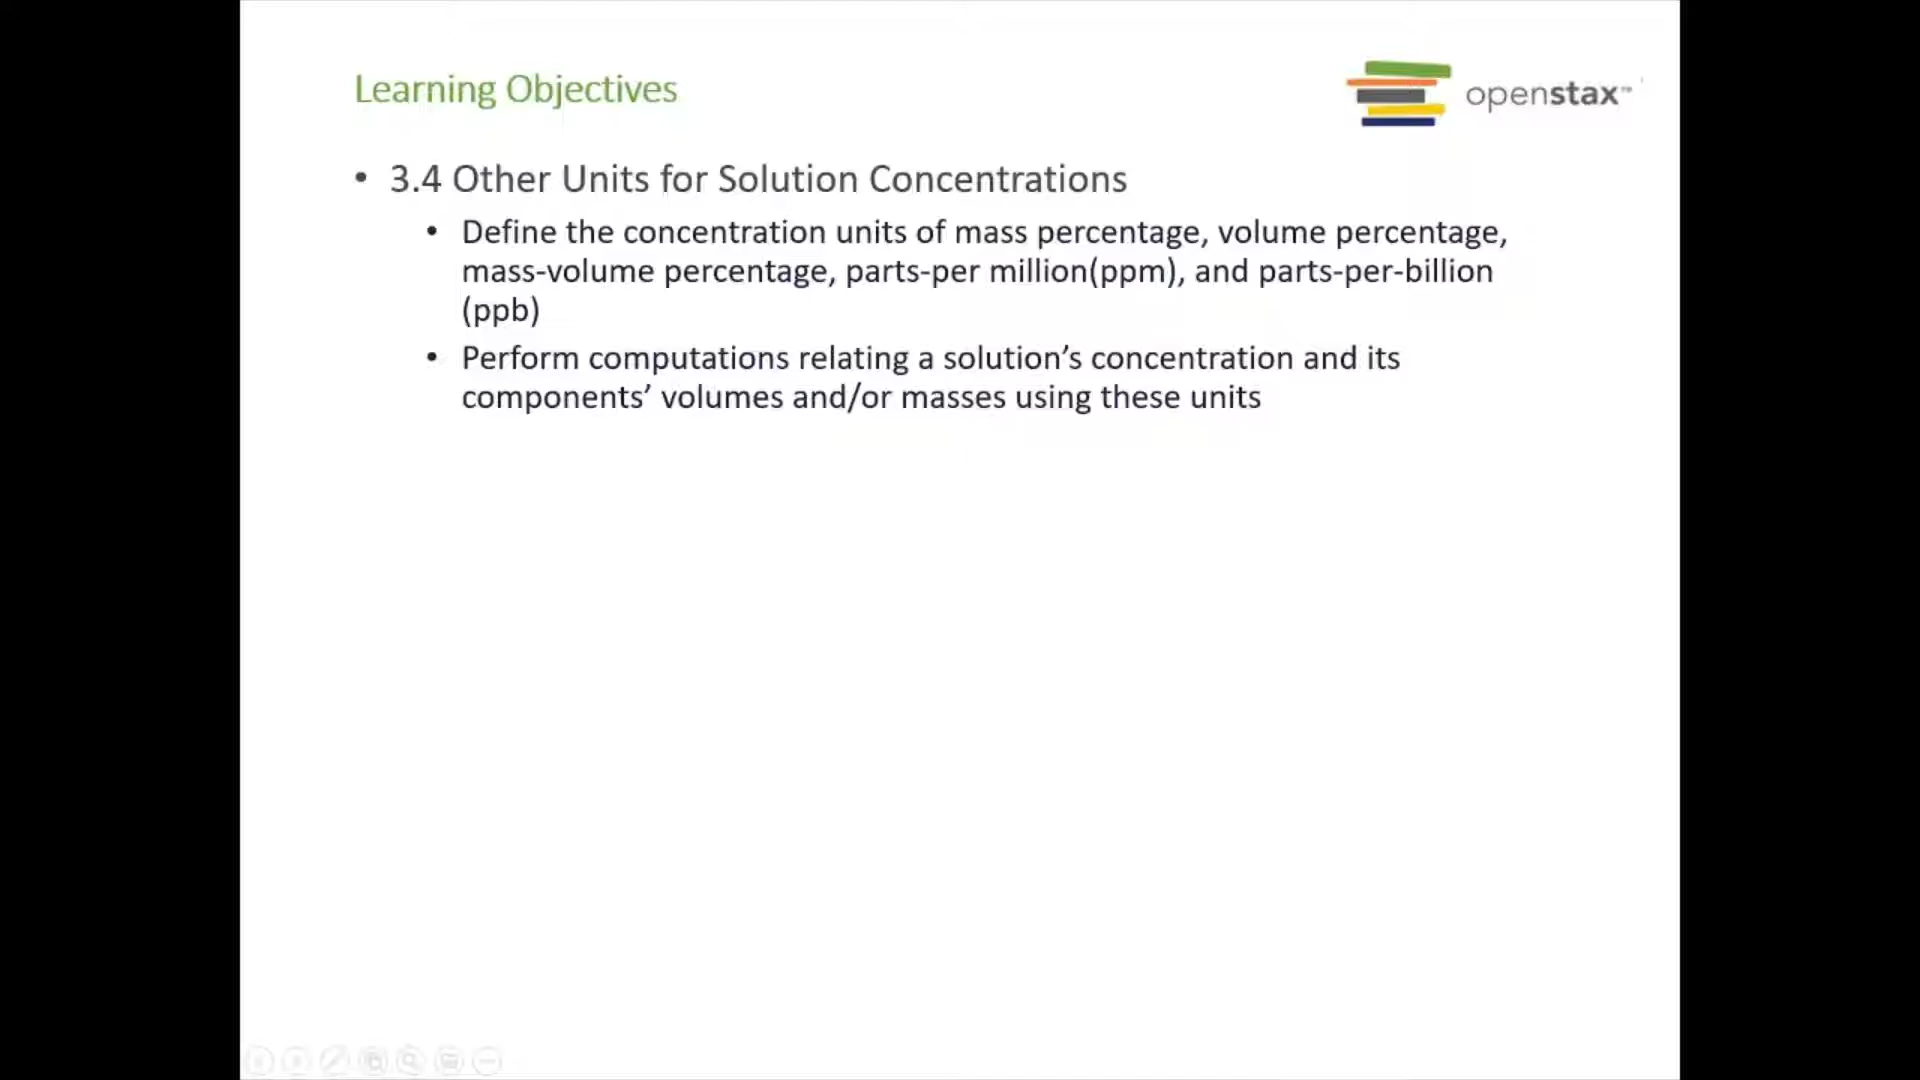 Learning Objectives
openstax™
• 3.4 Other Units for Solution Concentrations
• Define the concentration units of mass percentage, volume percentage,
mass-volume percentage, parts-per million(ppm), and parts-per-billion
(ppb)
• Perform computations relating a solution’s concentration and its
components’ volumes and/or masses using these units